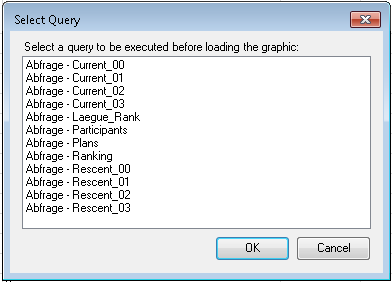 Select Query
Select a query to be executed before loading the graphic:
Abfrage - Current_00
Abfrage - Current_01
Abfrage - Current_02
Abfrage - Current_03
Abfrage - Laegue_Rank
Abfrage - Participants
Abfrage - Plans
Abfrage - Ranking
Abfrage - Rescent_00
Abfrage - Rescent_01
Abfrage - Rescent_02
Abfrage - Rescent_03
OK
Cancel